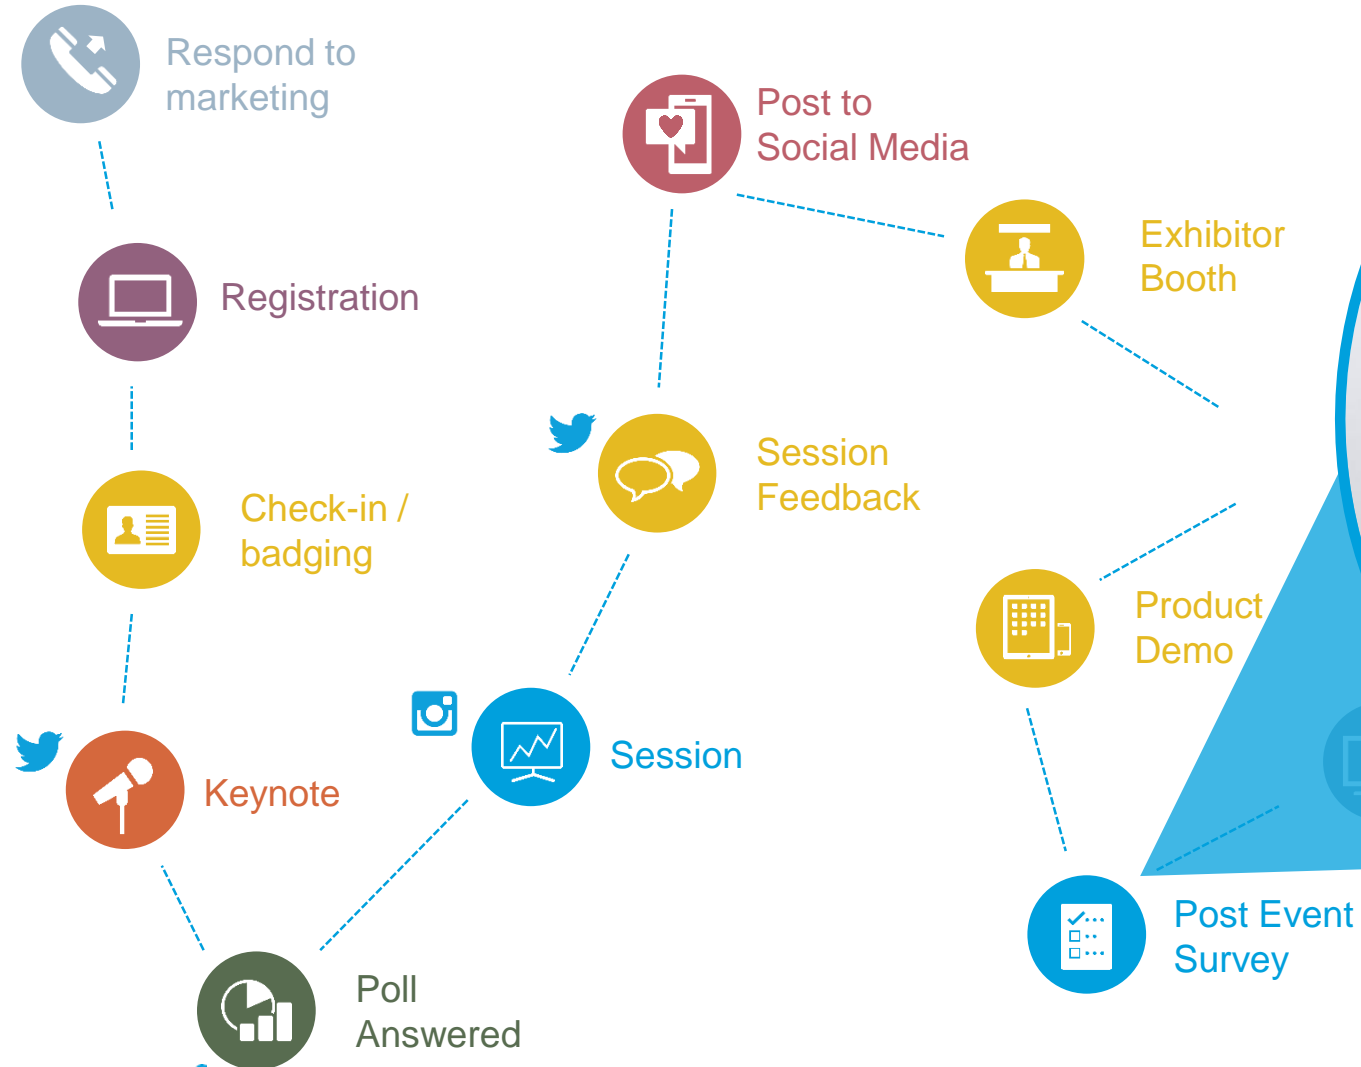 Respond to
marketing
Registration
Check-in /
badging
Keynote
Poll
Answered
Session
Session
Feedback
Post to
Social Media
Exhibitor
Booth
Product
Demo
Post Event
Survey